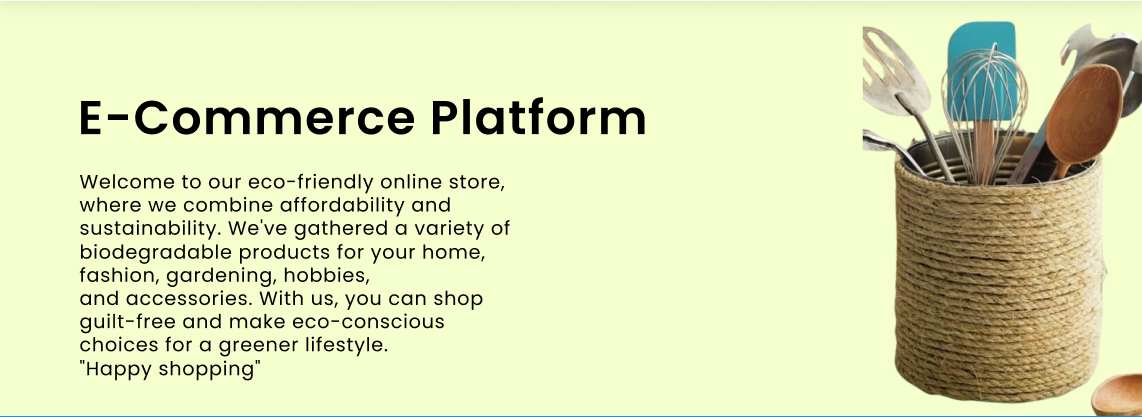 E-Commerce Platform
Welcome to our eco-friendly online store,
where we combine affordability and
sustainability. We've gathered a variety of
biodegradable products for your home,
fashion, gardening, hobbies,
and accessories. With us, you can shop
guilt-free and make eco-conscious
choices for a greener lifestyle.
"Happy shopping"